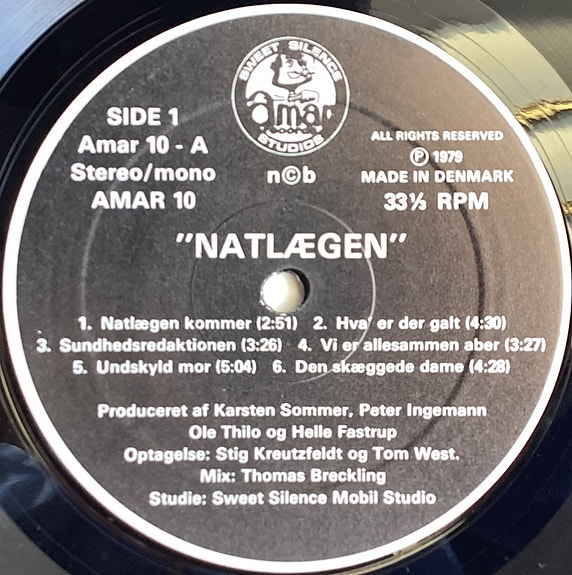 SWEET SILENCE
amar
STUDIOS
SIDE 1
Amar 10 - A
Stereo/mono
AMAR 10
n©b
ALL RIGHTS RESERVED
Ⓟ 1979
MADE IN DENMARK
33⅓ RPM
"NATLÆGEN"
1. Natlægen kommer (2:51) 2. Hva' er der galt (4:30)
3. Sundhedsredaktionen (3:26) 4. Vi er allesammen aber (3:27)
5. Undskyld mor (5:04) 6. Den skæggede dame (4:28)
Produceret af Karsten Sommer, Peter Ingemann
Ole Thilo og Helle Fastrup
Optagelse: Stig Kreutzfeldt og Tom West.
Mix: Thomas Breckling
Studie: Sweet Silence Mobil Studio